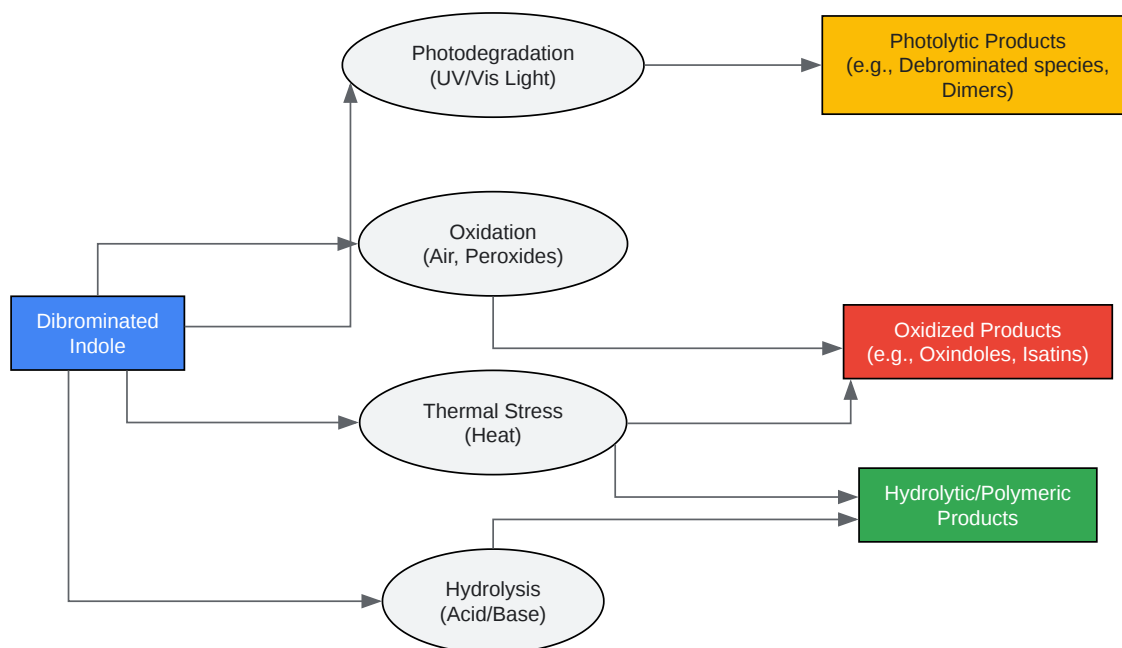 Photodegradation
(UV/Vis Light)
Photolytic Products
(e.g., Debrominated species,
Dimers)
Oxidation
(Air, Peroxides)
Dibrominated
Indole
Oxidized Products
(e.g., Oxindoles, Isatins)
Thermal Stress
(Heat)
Hydrolytic/Polymeric
Products
Hydrolysis
(Acid/Base)